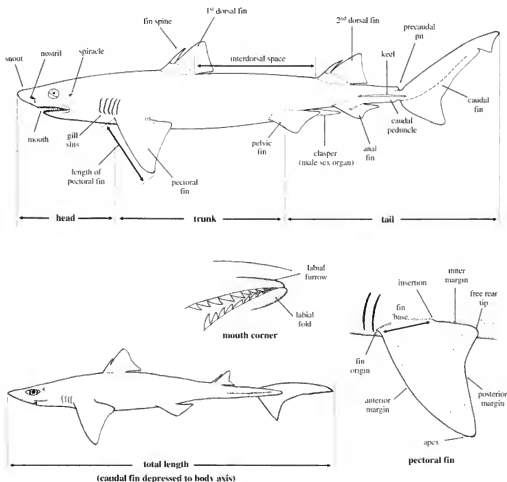 1st dorsal fin
fin spine
2nd dorsal fin
precaudal
pit
snout
nostril
spiracle
interdorsal space
keel
mouth
gill
slits
length of
pectoral fin
pectoral
fin
pelvic
fin
clasper
(male sex organ)
anal
fin
caudal
peduncle
caudal
fin
head
trunk
tail
labial
furrow
labial
fold
mouth corner
inner
margin
insertion
free rear
tip
fin
base
fin
origin
anterior
margin
posterior
margin
apex
pectoral fin
total length
(caudal fin depressed to body axis)